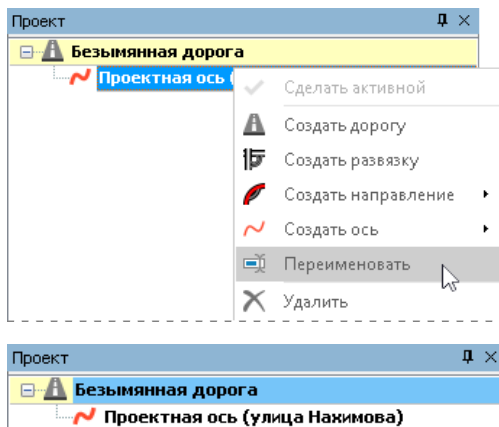 Проект
Безымянная дорога
Проектная ось (
Сделать активной
Создать дорогу
Создать развязку
Создать направление
Создать ось
Переименовать
Удалить
Проект
Безымянная дорога
Проектная ось (улица Нахимова)